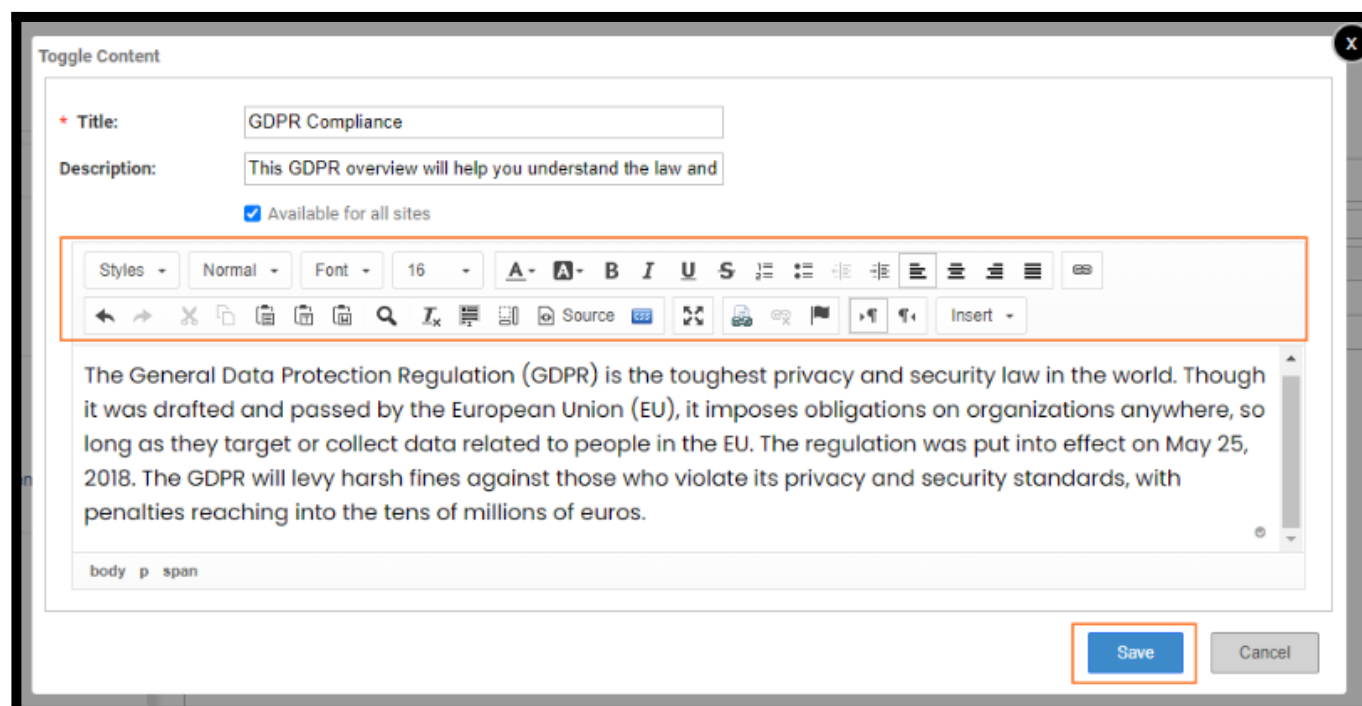 Toggle Content
X
* Title: GDPR Compliance
Description: This GDPR overview will help you understand the law and
Available for all sites
Styles Normal Font 16 A A B I U S
Source Insert
The General Data Protection Regulation (GDPR) is the toughest privacy and security law in the world. Though
it was drafted and passed by the European Union (EU), it imposes obligations on organizations anywhere, so
long as they target or collect data related to people in the EU. The regulation was put into effect on May 25,
2018. The GDPR will levy harsh fines against those who violate its privacy and security standards, with
penalties reaching into the tens of millions of euros.
body p span
Save Cancel